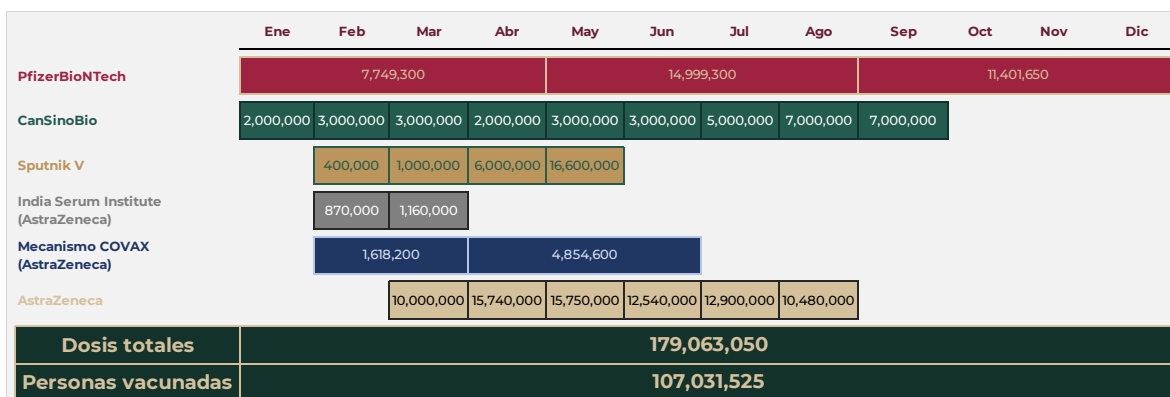 Ene Feb Mar Abr May Jun Jul Ago Sep Oct Nov Dic
PfizerBioNTech 7,749,300 14,999,300 11,401,650
CanSinoBio 2,000,000 3,000,000 3,000,000 2,000,000 3,000,000 3,000,000 5,000,000 7,000,000 7,000,000
Sputnik V 400,000 1,000,000 6,000,000 16,600,000
India Serum Institute
(AstraZeneca) 870,000 1,160,000
Mecanismo COVAX
(AstraZeneca) 1,618,200 4,854,600
AstraZeneca 10,000,000 15,740,000 15,750,000 12,540,000 12,900,000 10,480,000
Dosis totales 179,063,050
Personas vacunadas 107,031,525